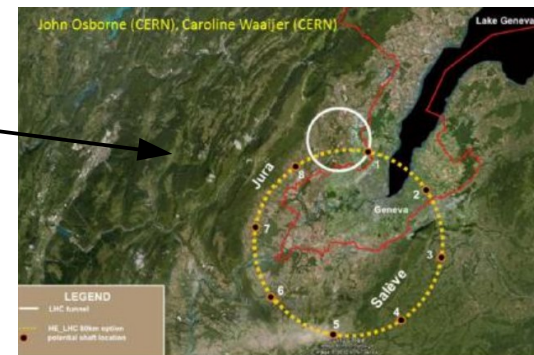 John Osborne (CERN), Caroline Waaijer (CERN)
Lake Geneva
Jura
8
1
2
Geneva
7
3
Salève
6
4
5
LEGEND
LHC tunnel
HE_LHC 80km option
potential shaft location